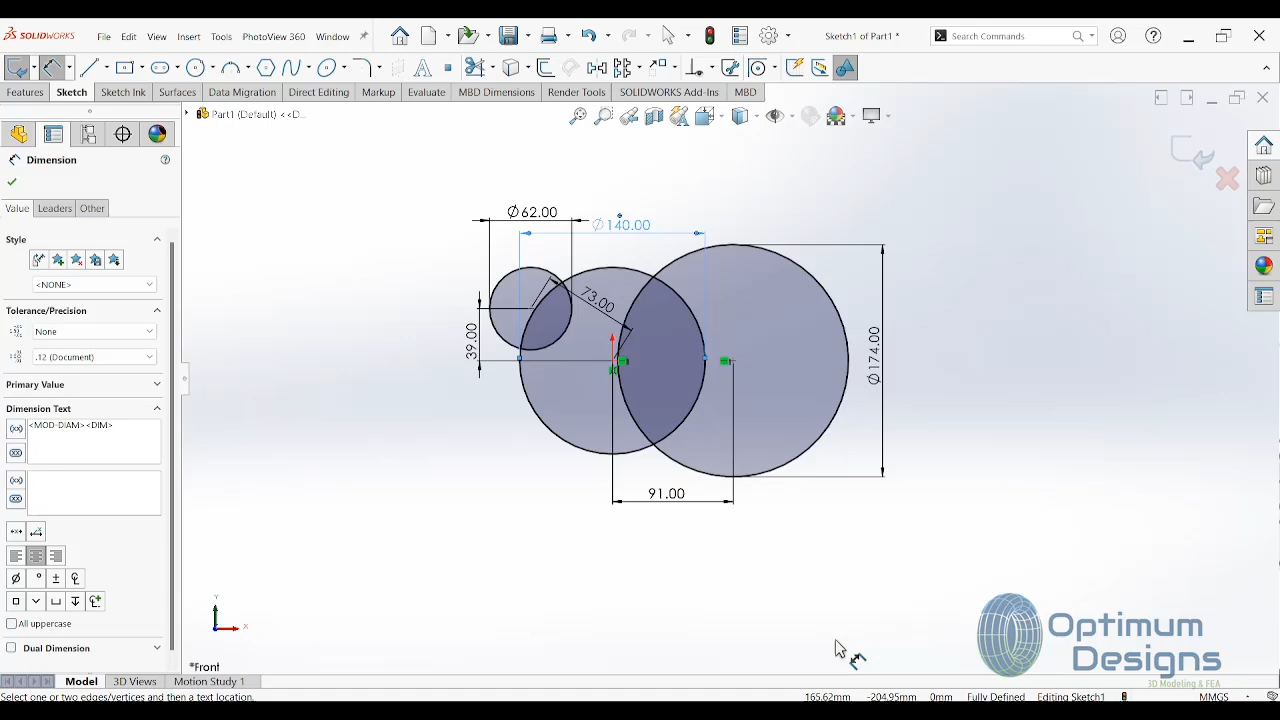 SOLIDWORKS File Edit View Insert Tools PhotoView 360 Window Sketch1 of Part1 * Search Commands
Features Sketch Sketch Ink Surfaces Data Migration Direct Editing Markup Evaluate MBD Dimensions Render Tools SOLIDWORKS Add-Ins MBD
Part1 (Default) <<D...
Dimension
Value Leaders Other
Style
<NONE>
Tolerance/Precision
None
.12 (Document)
Primary Value
Dimension Text
<MOD-DIAM><DIM>
All uppercase
Dual Dimension
Ø62.00
Ø140.00
73.00
39.00
Ø174.00
91.00
Y
X
*Front
Optimum
Designs
3D Modeling & FEA
Model 3D Views Motion Study 1
Select one or two edges/vertices and then a text location. 165.62mm -204.95mm 0mm Fully Defined Editing Sketch1 MMGS